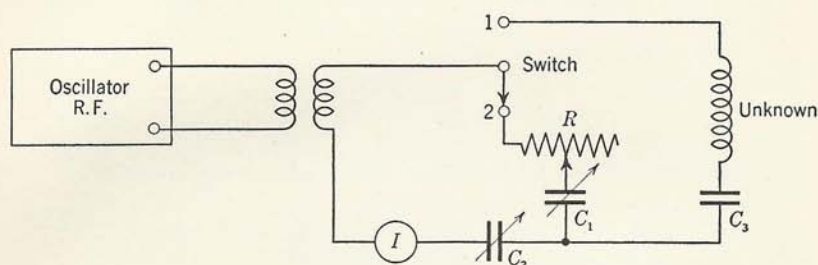 1
Oscillator
R. F.
Switch
2
R
Unknown
I
C₂
C₁
C₃